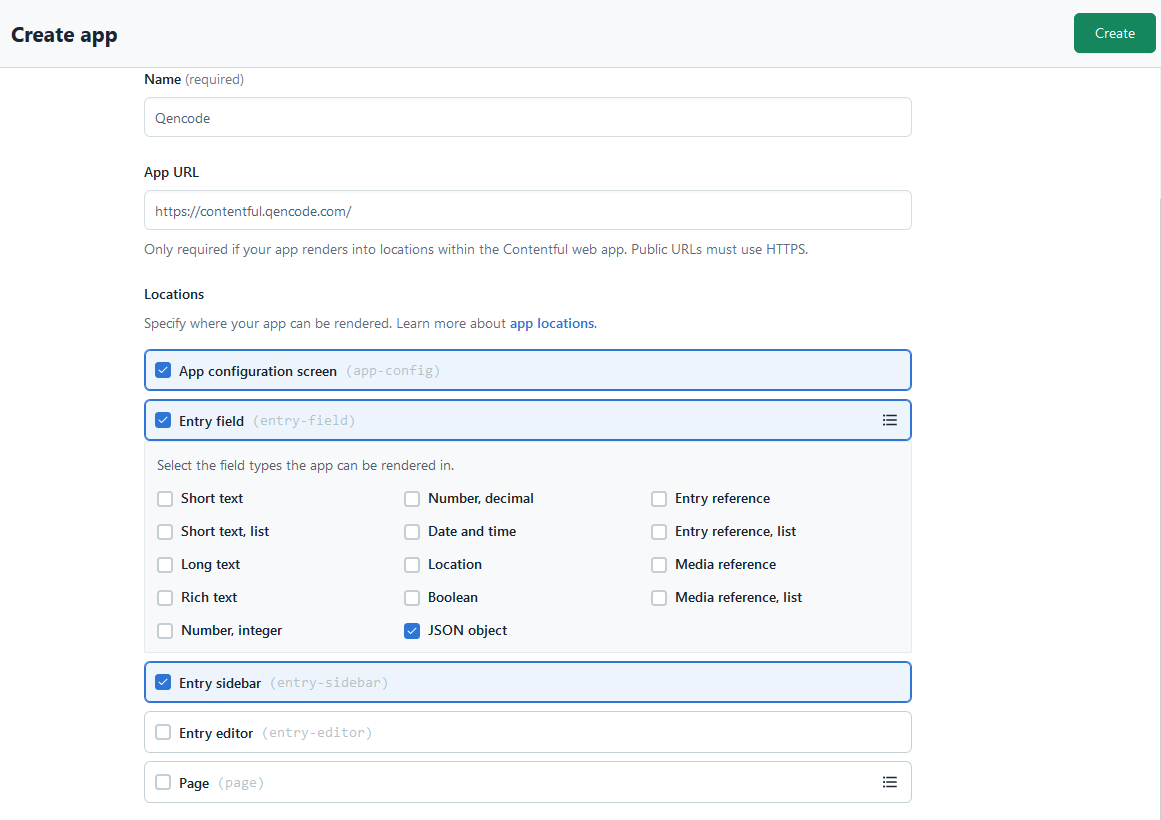 Create app
Create
Name (required)
Qencode
App URL
https://contentful.qencode.com/
Only required if your app renders into locations within the Contentful web app. Public URLs must use HTTPS.
Locations
Specify where your app can be rendered. Learn more about app locations.
App configuration screen (app-config)
Entry field (entry-field)
Select the field types the app can be rendered in.
Short text
Number, decimal
Entry reference
Short text, list
Date and time
Entry reference, list
Long text
Location
Media reference
Rich text
Boolean
Media reference, list
Number, integer
JSON object
Entry sidebar (entry-sidebar)
Entry editor (entry-editor)
Page (page)